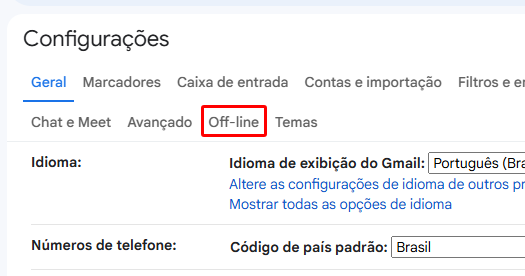 Configurações
Geral Marcadores Caixa de entrada Contas e importação Filtros e
Chat e Meet Avançado Off-line Temas
Idioma: Idioma de exibição do Gmail: Português (Bra
Altere as configurações de idioma de outros pr
Mostrar todas as opções de idioma
Números de telefone: Código de país padrão: Brasil